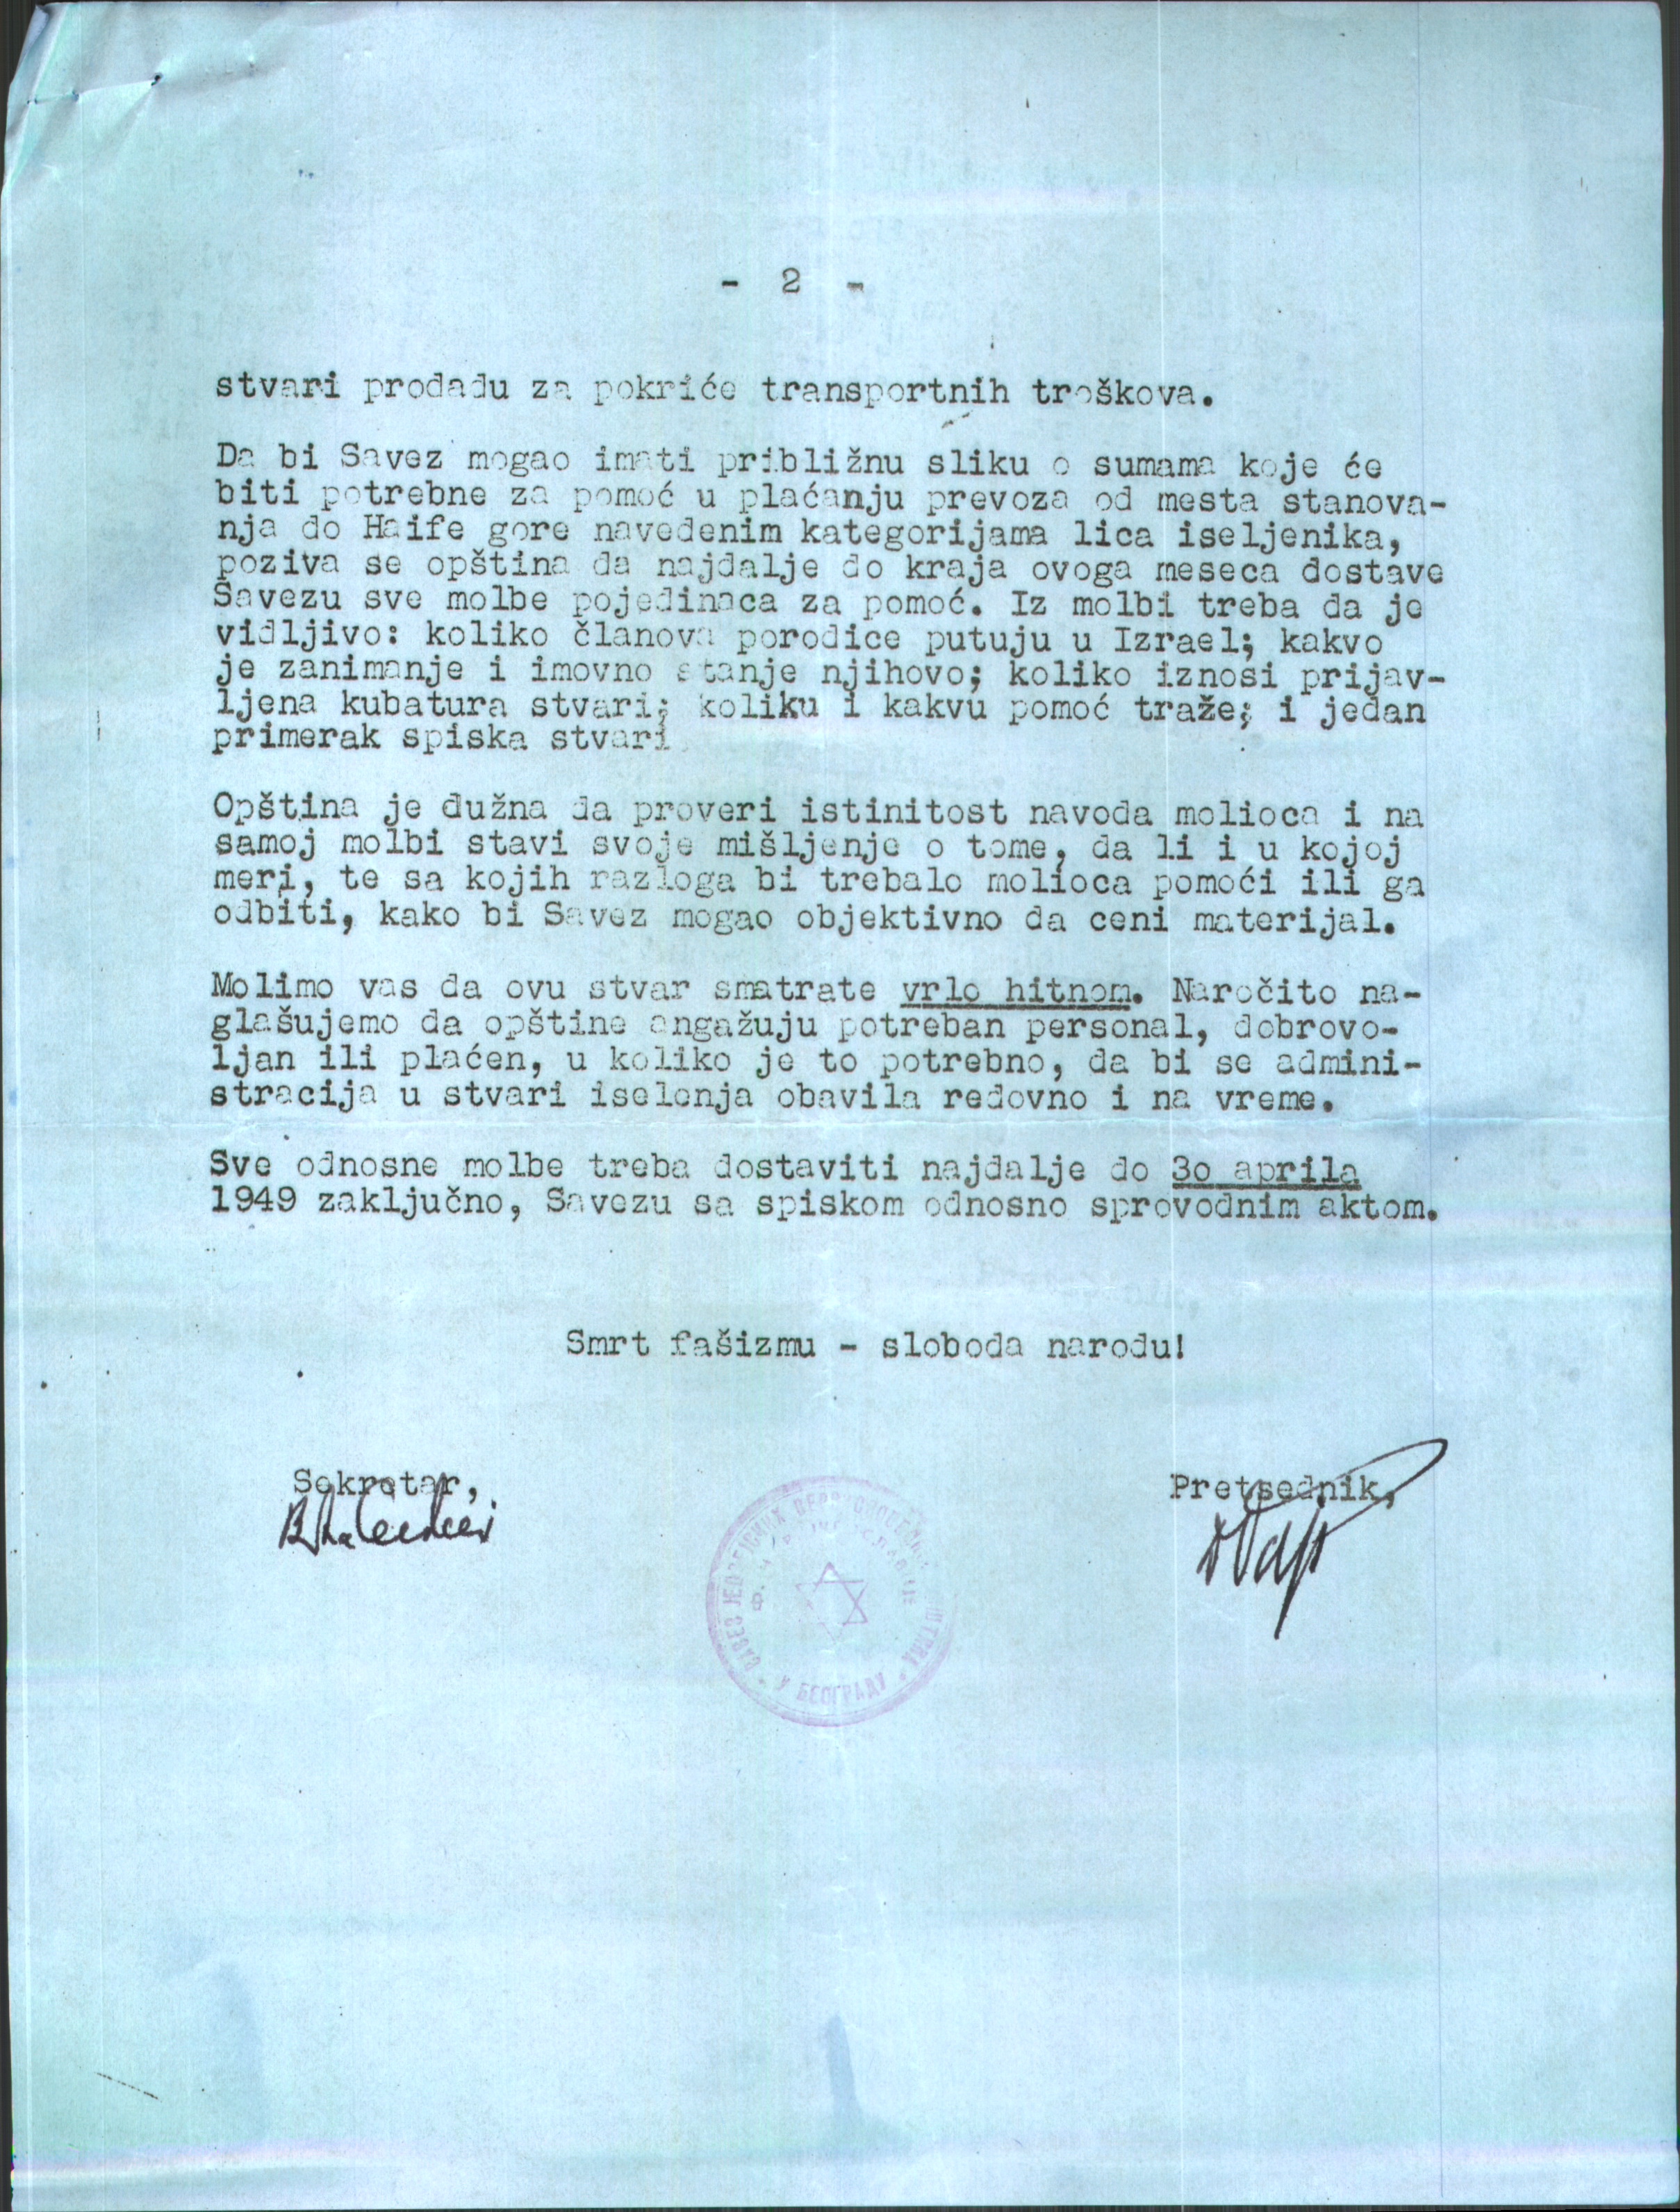 - 2 -
stvari prodadu za pokriće transportnih troškova.
Da bi Savez mogao imati približnu sliku o sumama koje će
biti potrebne za pomoć u plaćanju prevoza od mesta stanova-
nja do Haife gore navedenim kategorijama lica iseljenika,
poziva se opština da najdalje do kraja ovoga meseca dostave
Savezu sve molbe pojedinaca za pomoć. Iz molbi treba da je
vidljivo: koliko članova porodice putuju u Izrael; kakvo
je zanimanje i imovno stanje njihovo; koliko iznosi prijav-
ljena kubatura stvari; koliku i kakvu pomoć traže; i jedan
primerak spiska stvari.
Opština je dužna da proveri istinitost navoda molioca i na
samoj molbi stavi svoje mišljenje o tome, da li i u kojoj
meri, te sa kojih razloga bi trebalo molioca pomoći ili ga
odbiti, kako bi Savez mogao objektivno da ceni materijal.
Molimo vas da ovu stvar smatrate vrlo hitnom. Naročito na-
glašujemo da opštine angažuju potreban personal, dobrovo-
ljan ili plaćen, u koliko je to potrebno, da bi se admini-
stracija u stvari iselenja obavila redovno i na vreme.
Sve odnosne molbe treba dostaviti najdalje do 3o aprila
1949 zaključno, Savezu sa spiskom odnosno sprovodnim aktom.
Smrt fašizmu - sloboda narodu!
Sekretar,
Pretsednik,
САВЕЗ ЈЕВРЕЈСКИХ ВЕРОИСПОВЕДНИХ ОПШТИНА
У БЕОГРАДУ